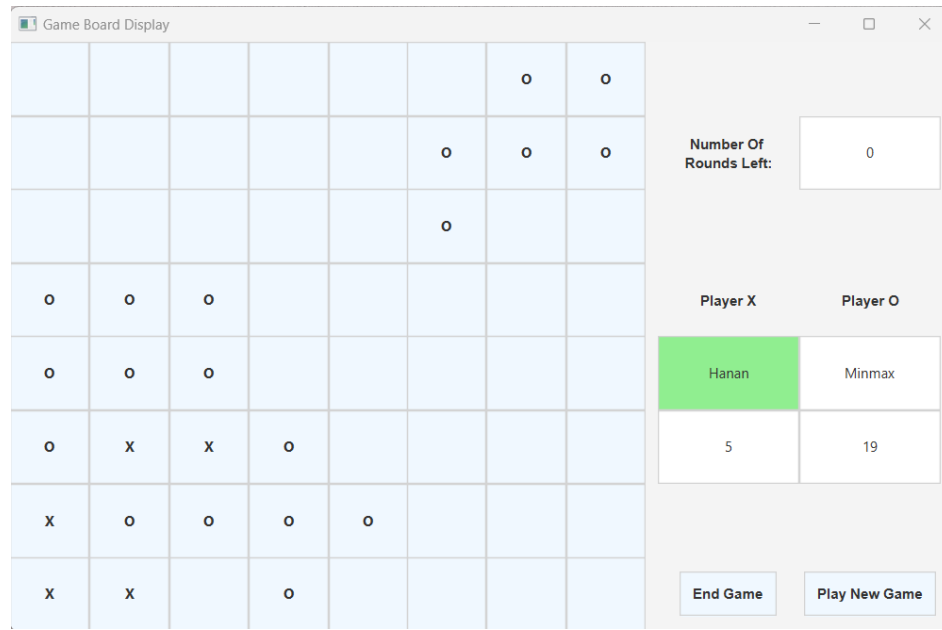 Game Board Display
O O
O O O
Number Of
Rounds Left:
0
O
O O O
Player X Player O
O O O
Hanan Minmax
O X X O
5 19
X O O O O
X X O
End Game Play New Game